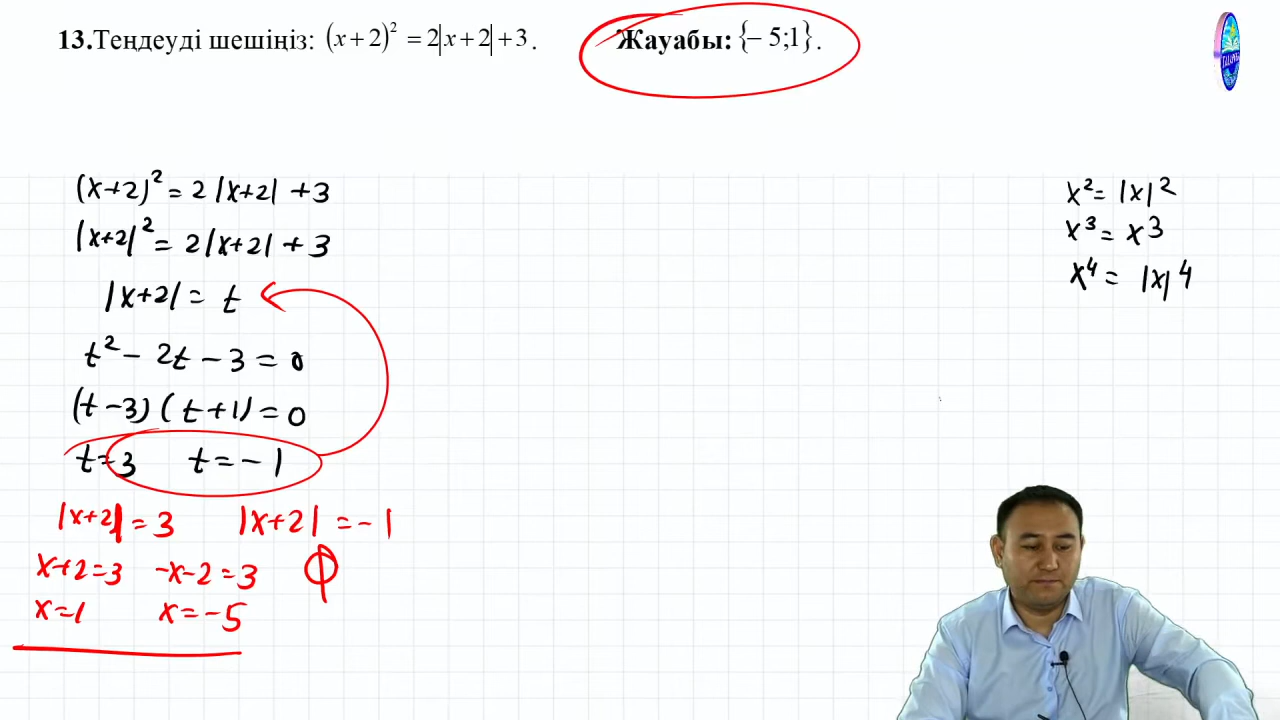 13.Теңдеуді шешіңіз: (x+2)² = 2|x+2|+3. Жауабы: {−5;1}.
(x+2)² = 2|x+2| +3
|x+2|² = 2|x+2| + 3
|x+2| = t
t² − 2t − 3 = 0
(t−3)(t+1) = 0
t=3 t=−1
|x+2| = 3 |x+2| = −1
x+2=3 −x−2=3 Ø
x=1 x=−5
x² = |x|²
x³ = x³
x⁴ = |x|⁴